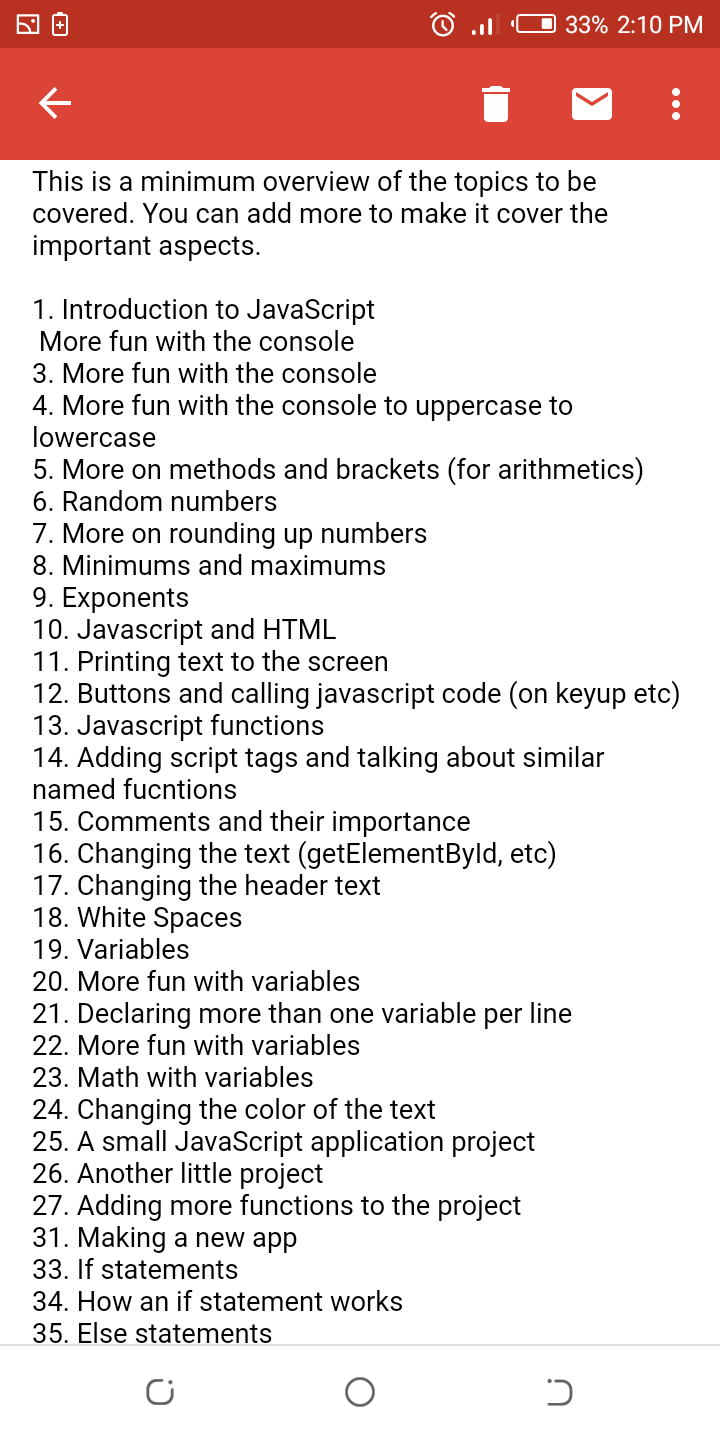 33% 2:10 PM
This is a minimum overview of the topics to be
covered. You can add more to make it cover the
important aspects.
1. Introduction to JavaScript
More fun with the console
3. More fun with the console
4. More fun with the console to uppercase to
lowercase
5. More on methods and brackets (for arithmetics)
6. Random numbers
7. More on rounding up numbers
8. Minimums and maximums
9. Exponents
10. Javascript and HTML
11. Printing text to the screen
12. Buttons and calling javascript code (on keyup etc)
13. Javascript functions
14. Adding script tags and talking about similar
named fucntions
15. Comments and their importance
16. Changing the text (getElementById, etc)
17. Changing the header text
18. White Spaces
19. Variables
20. More fun with variables
21. Declaring more than one variable per line
22. More fun with variables
23. Math with variables
24. Changing the color of the text
25. A small JavaScript application project
26. Another little project
27. Adding more functions to the project
31. Making a new app
33. If statements
34. How an if statement works
35. Else statements